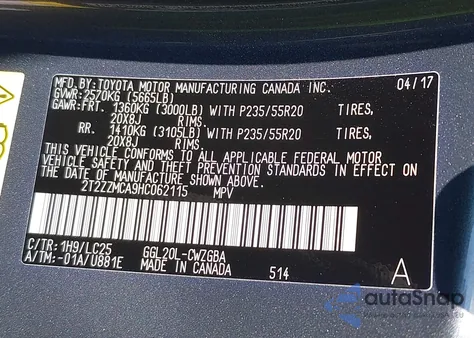 MFD.BY:TOYOTA MOTOR MANUFACTURING CANADA INC. 04/17
GVWR:2570KG (5665LB)
GAWR:FRT. 1360KG (3000LB) WITH P235/55R20 TIRES,
20X8J RIMS.
RR. 1410KG (3105LB) WITH P235/55R20 TIRES,
20X8J RIMS.
THIS VEHICLE CONFORMS TO ALL APPLICABLE FEDERAL MOTOR
VEHICLE SAFETY AND THEFT PREVENTION STANDARDS IN EFFECT ON
THE DATE OF MANUFACTURE SHOWN ABOVE.
2T2ZZMCA9HC062115 MPV
C/TR:1H9/LC25 GGL20L-CWZGBA
A/TM:-01A/U881E MADE IN CANADA 514 A
autoSnap